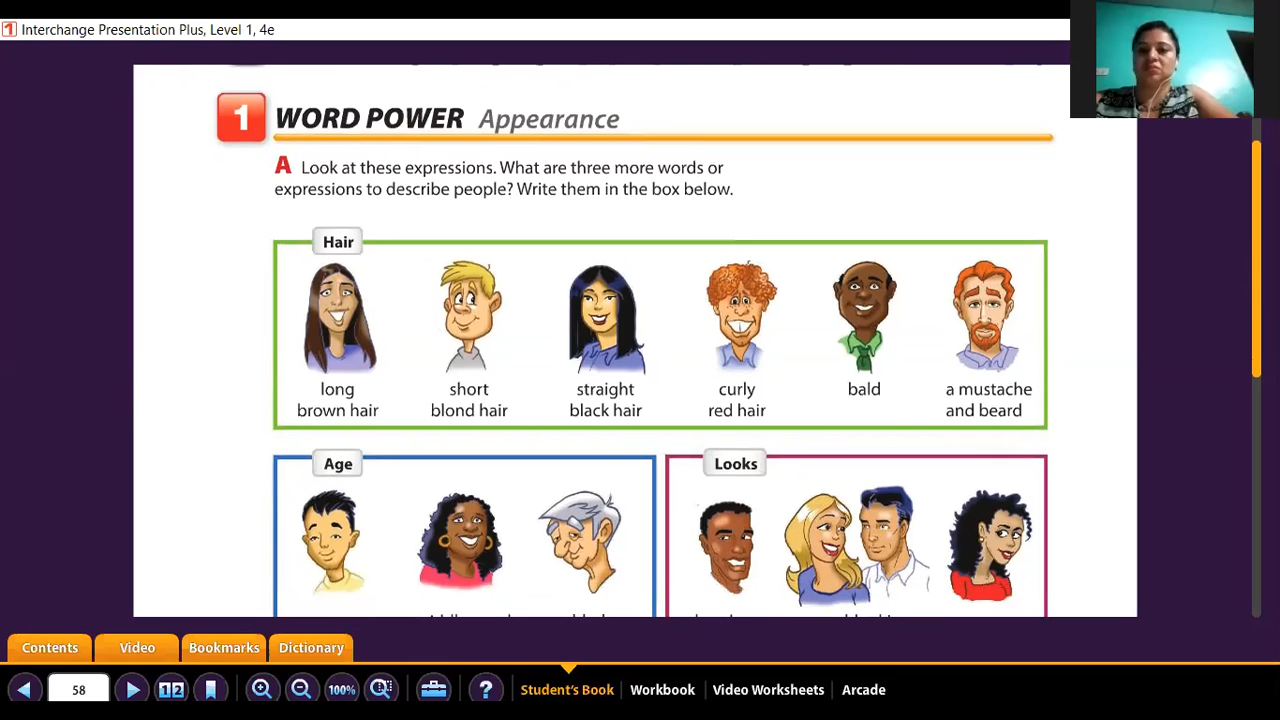 Interchange Presentation Plus, Level 1, 4e
1 WORD POWER Appearance
A Look at these expressions. What are three more words or
expressions to describe people? Write them in the box below.
Hair
long
brown hair
short
blond hair
straight
black hair
curly
red hair
bald
a mustache
and beard
Age
Looks
Contents
Video
Bookmarks
Dictionary
58
12
100%
?
Student's Book
Workbook
Video Worksheets
Arcade